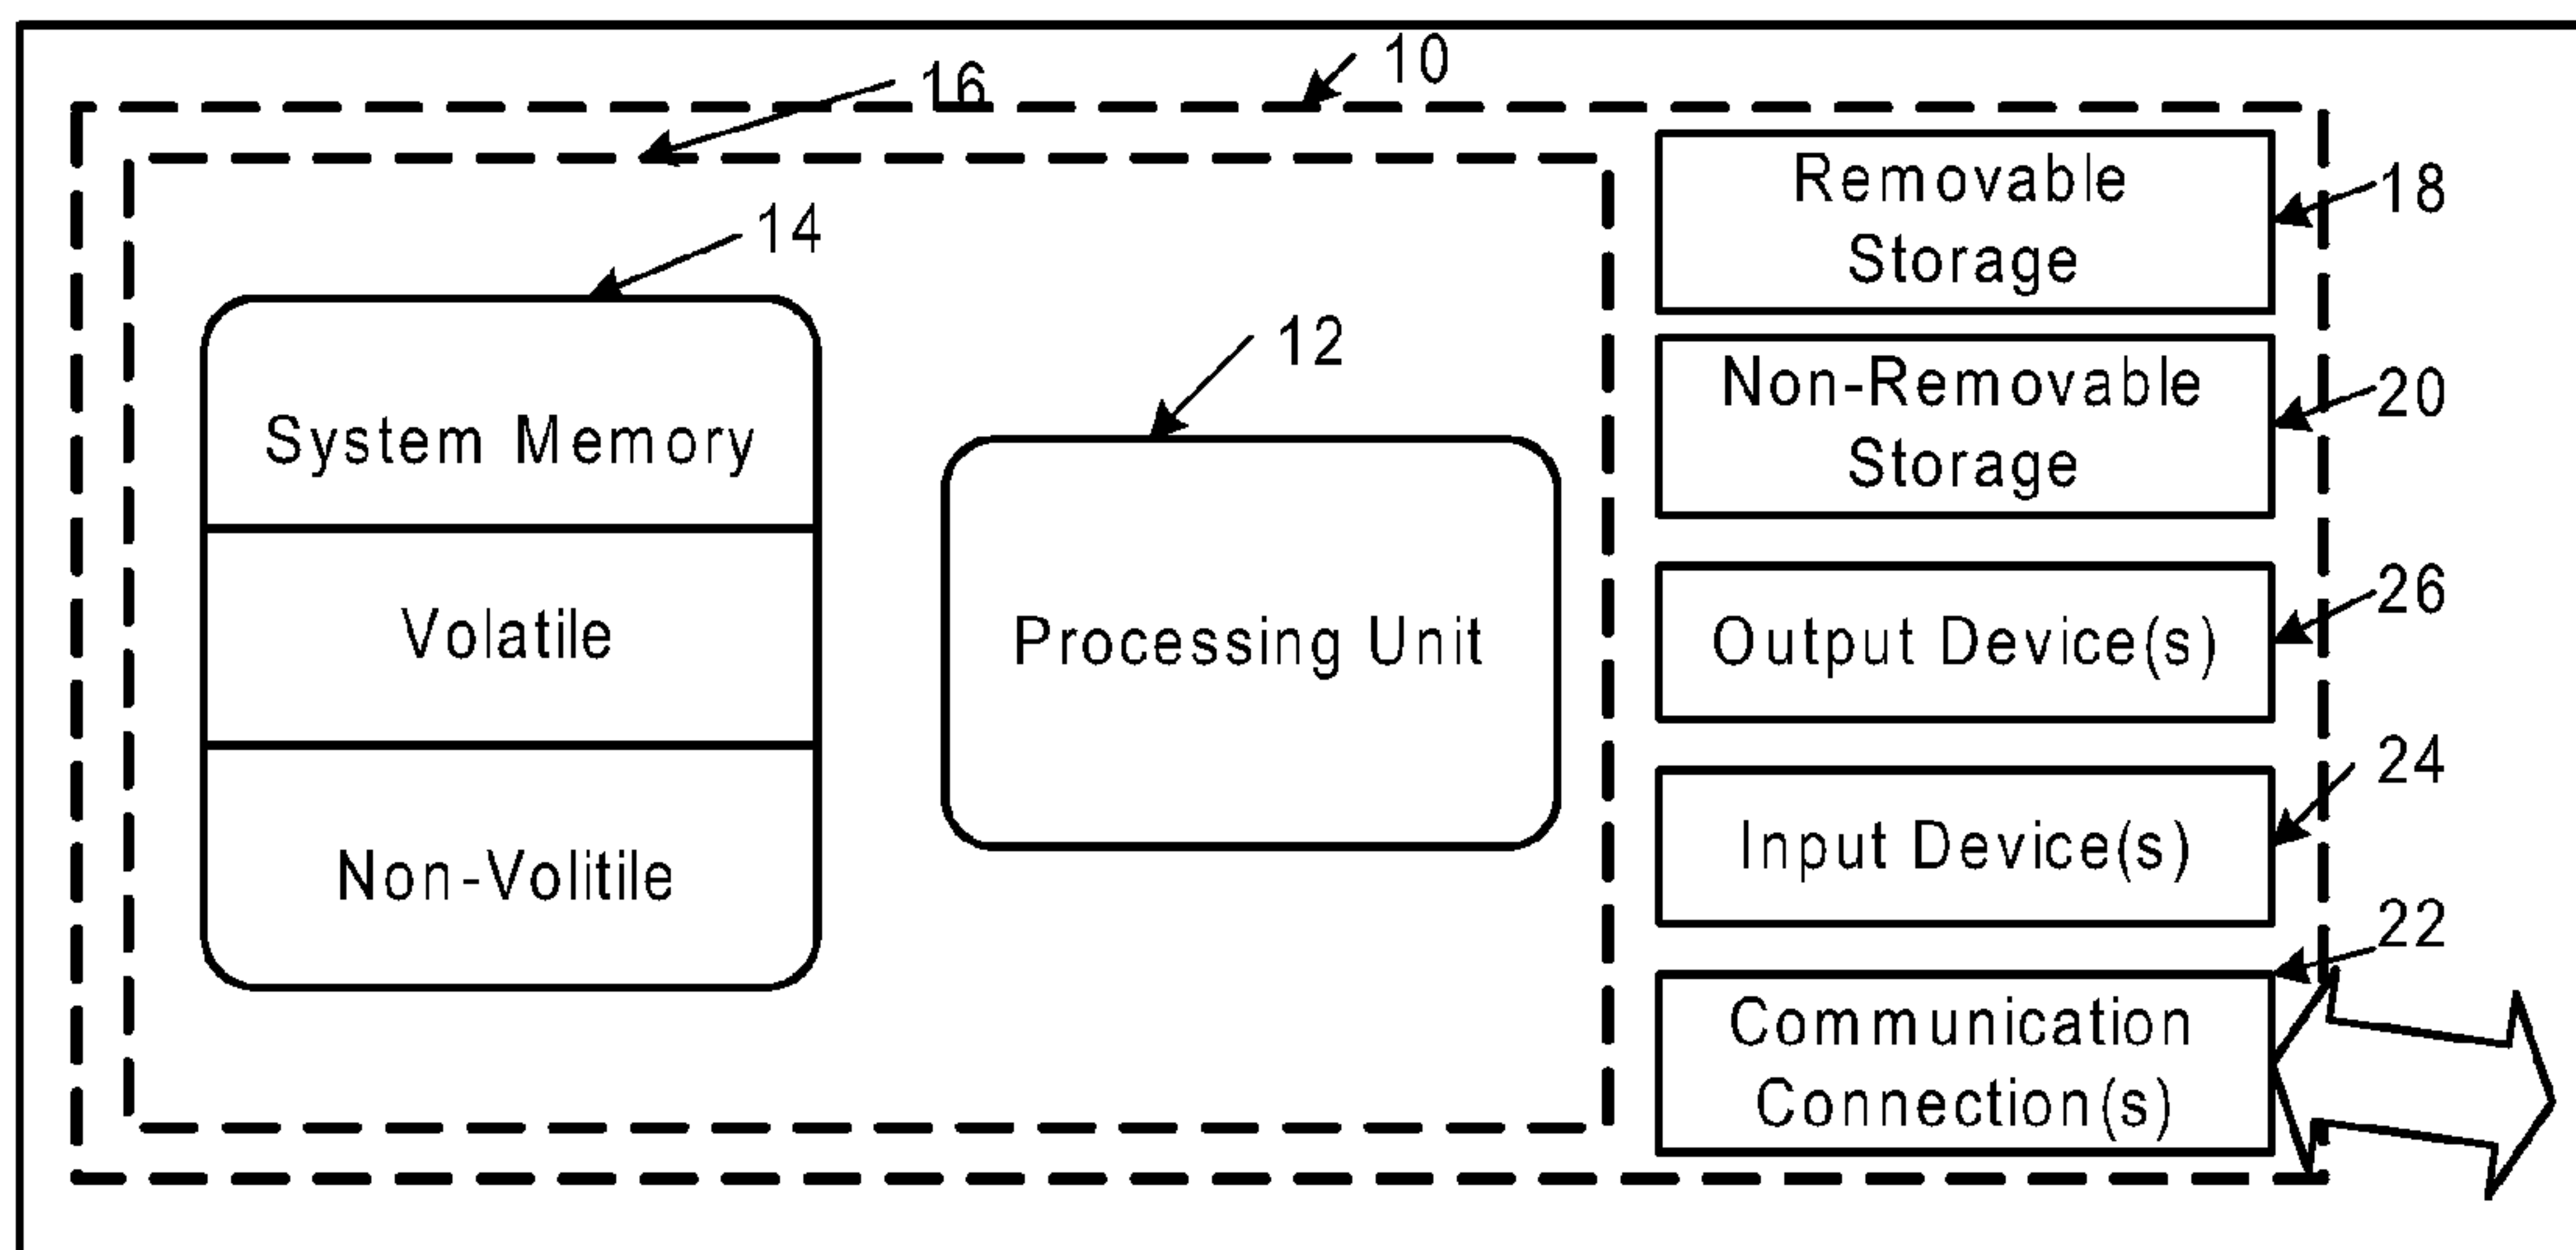 10
16
14
12
System Memory
Volatile
Non-Volitile
Processing Unit
Removable
Storage
18
Non-Removable
Storage
20
Output Device(s)
26
Input Device(s)
24
Communication
Connection(s)
22